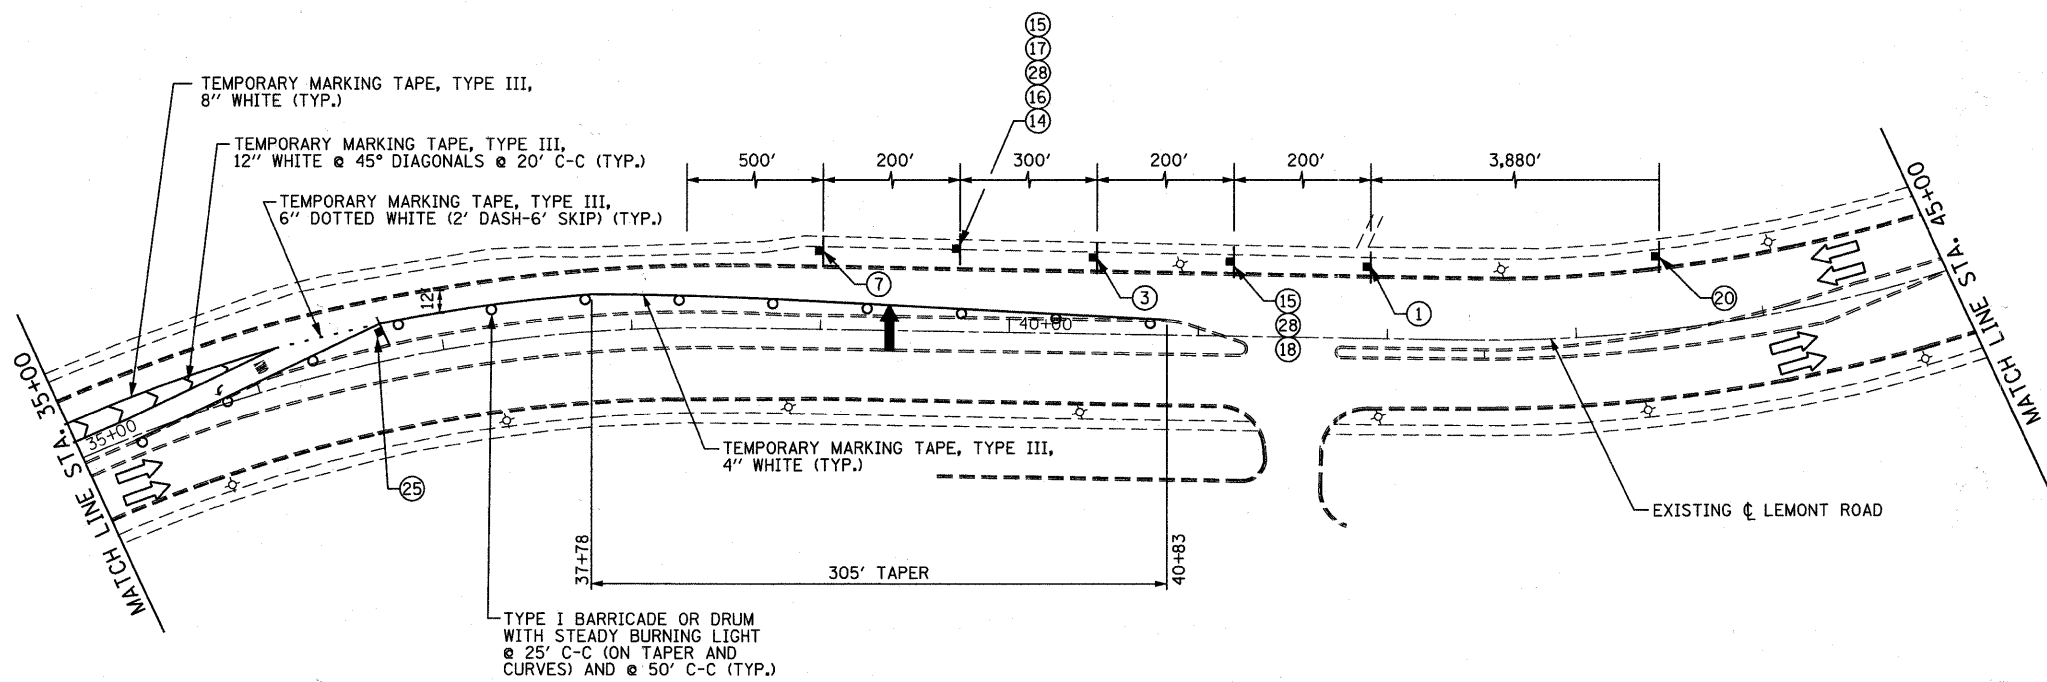 15
17
28
16
14
TEMPORARY MARKING TAPE, TYPE III,
8" WHITE (TYP.)
TEMPORARY MARKING TAPE, TYPE III,
12" WHITE @ 45° DIAGONALS @ 20' C-C (TYP.)
TEMPORARY MARKING TAPE, TYPE III,
6" DOTTED WHITE (2' DASH-6' SKIP) (TYP.)
500'
200'
300'
200'
200'
3,880'
7
3
15
28
18
1
20
12'
40+00
35+00
25
MATCH LINE STA. 35+00
MATCH LINE STA. 45+00
TEMPORARY MARKING TAPE, TYPE III,
4" WHITE (TYP.)
EXISTING ℄ LEMONT ROAD
37+78
305' TAPER
40+83
TYPE I BARRICADE OR DRUM
WITH STEADY BURNING LIGHT
@ 25' C-C (ON TAPER AND
CURVES) AND @ 50' C-C (TYP.)